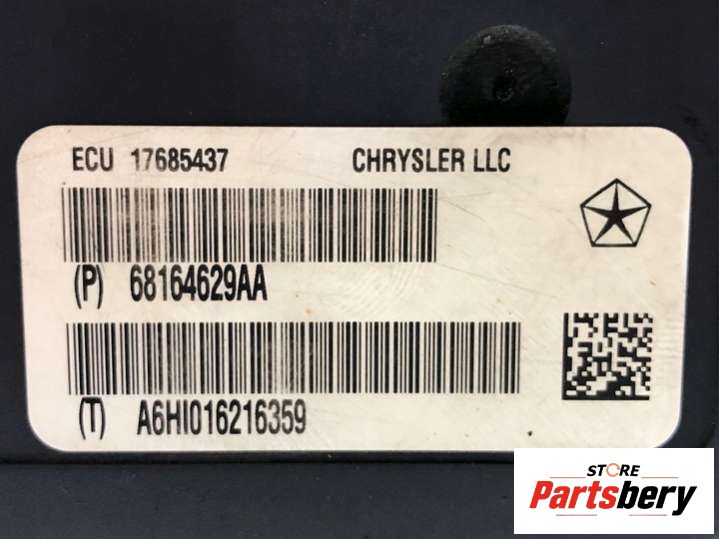 ECU 17685437 CHRYSLER LLC
(P) 68164629AA
(T) A6HI016216359
STORE
Partsbery